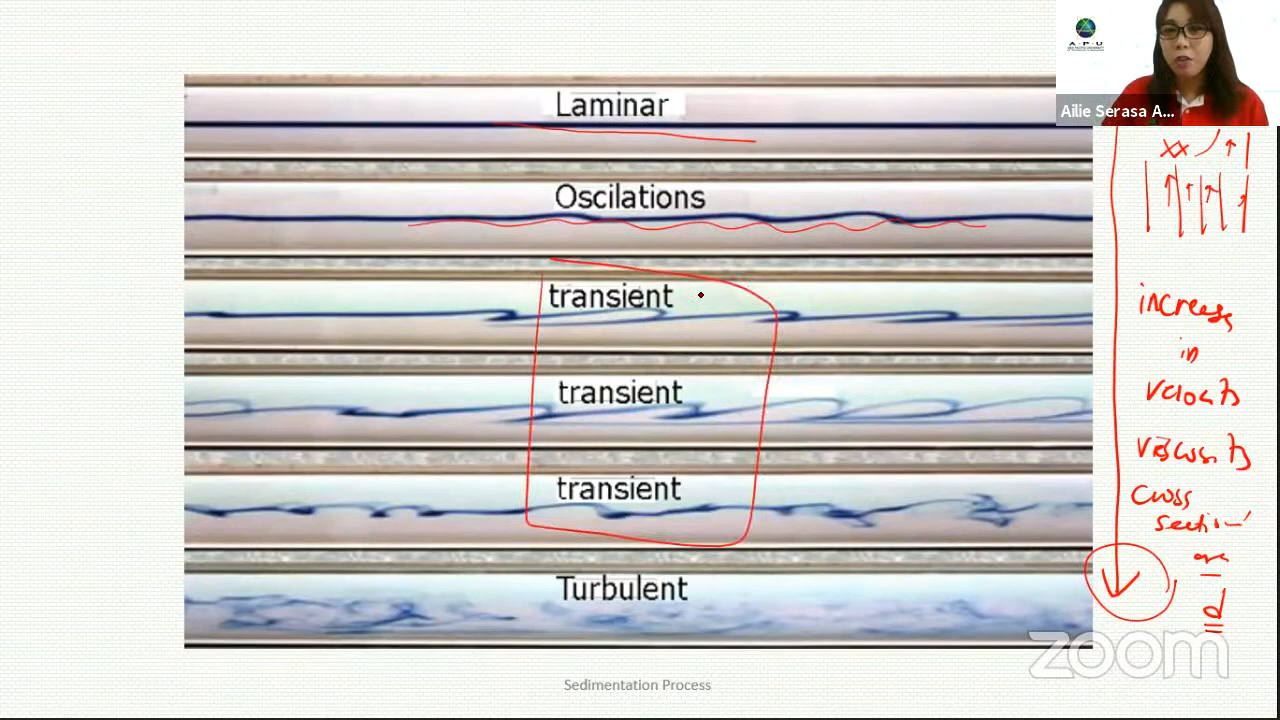 A · P · U
Ailie Serasa A...
Laminar
Oscilations
transient
transient
transient
Turbulent
increase
in
velocity
viscosity
cross
section
d
zoom
Sedimentation Process